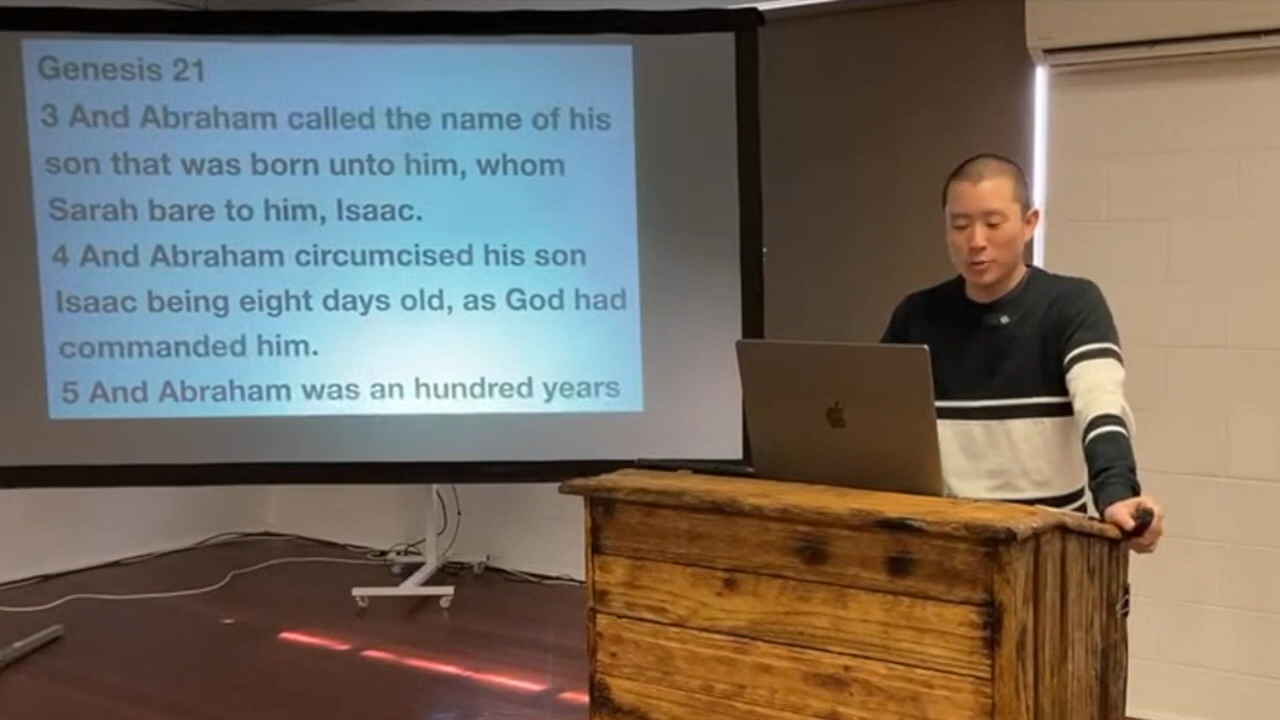 Genesis 21
3 And Abraham called the name of his
son that was born unto him, whom
Sarah bare to him, Isaac.
4 And Abraham circumcised his son
Isaac being eight days old, as God had
commanded him.
5 And Abraham was an hundred years